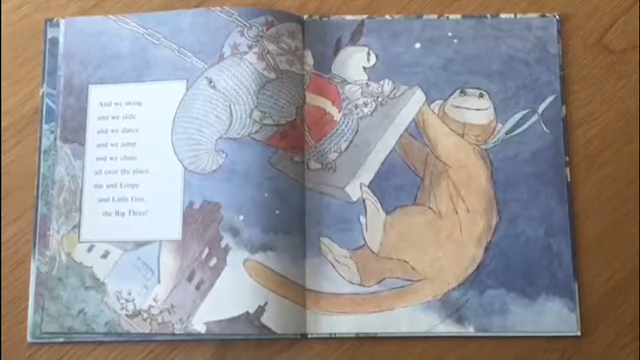 And we swing
and we slide
and we dance
and we jump
and we chase
all over the place,
me and Loopy
and Little Gee,
the Big Three!